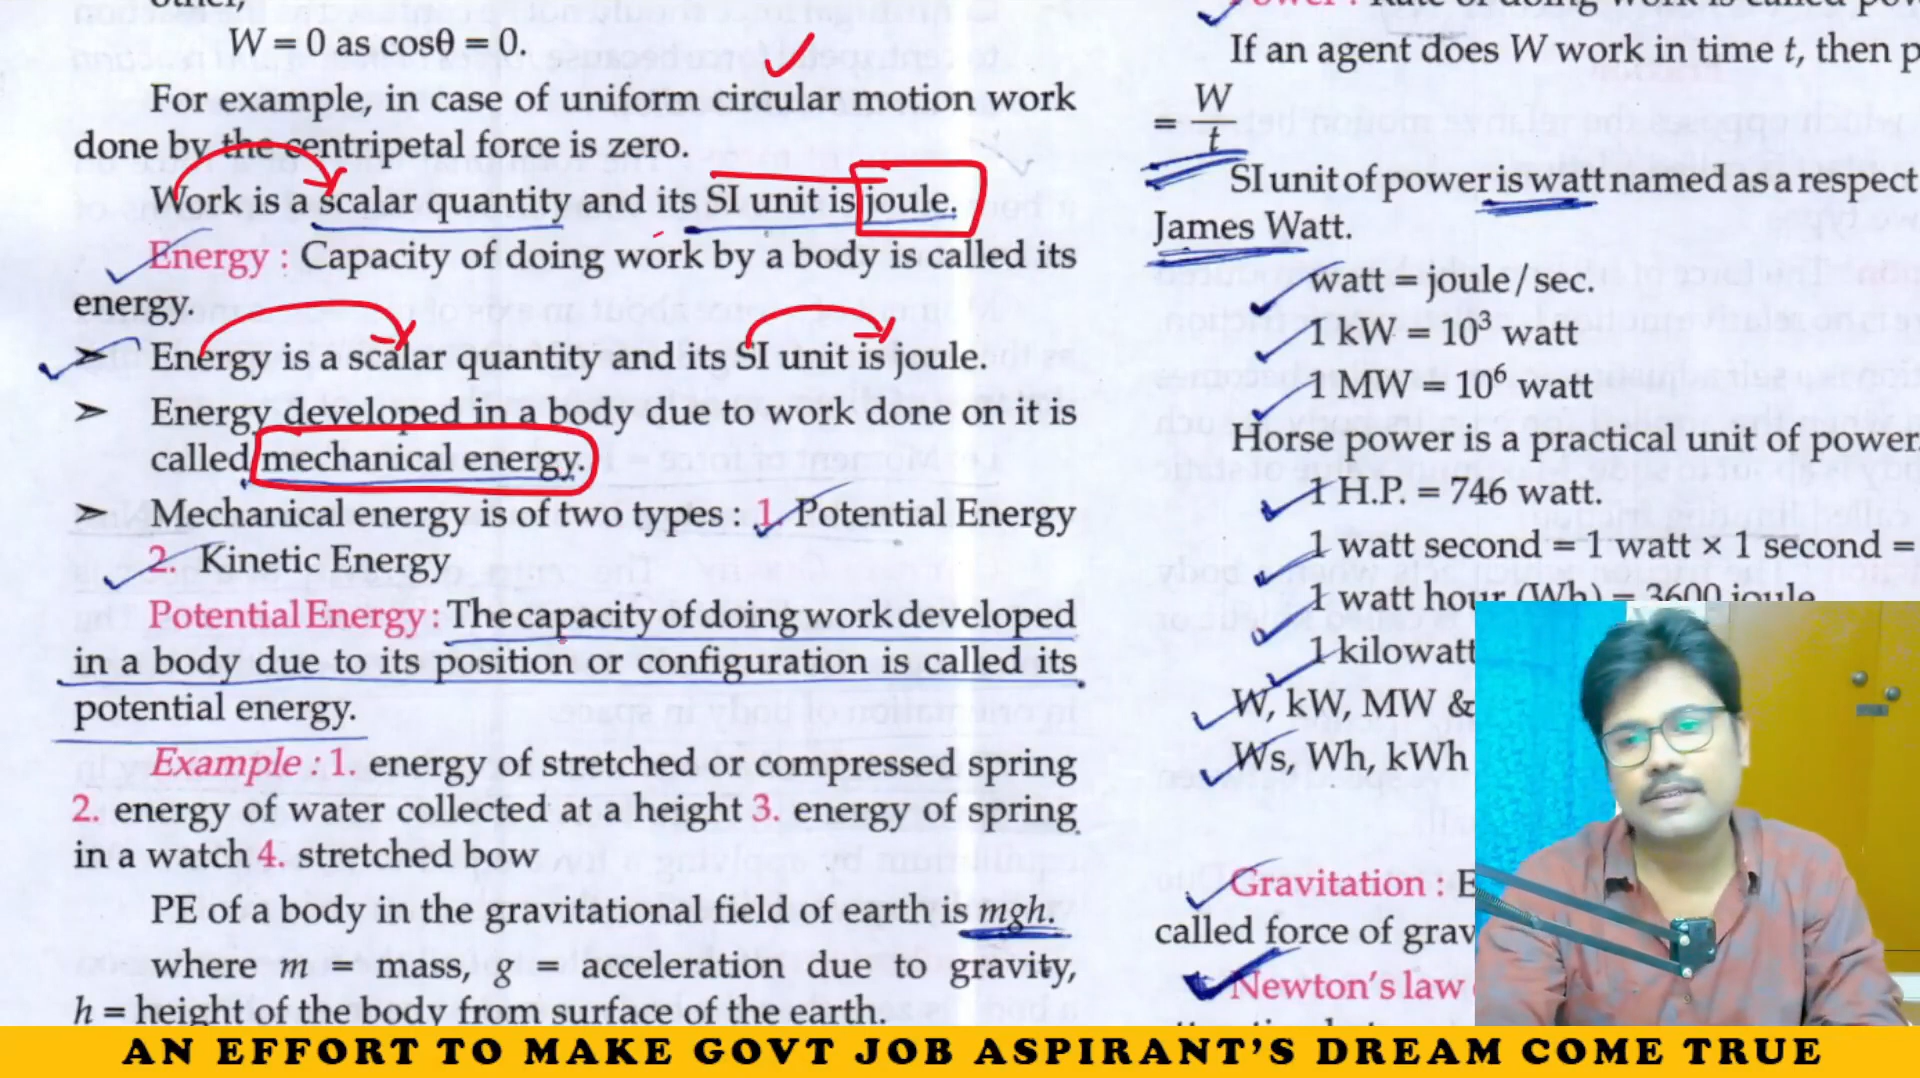 W = 0 as cosθ = 0.
For example, in case of uniform circular motion work
done by the centripetal force is zero.
Work is a scalar quantity and its SI unit is joule.
Energy : Capacity of doing work by a body is called its
energy.
➤ Energy is a scalar quantity and its SI unit is joule.
➤ Energy developed in a body due to work done on it is
called mechanical energy.
➤ Mechanical energy is of two types : 1. Potential Energy
2. Kinetic Energy
Potential Energy : The capacity of doing work developed
in a body due to its position or configuration is called its
potential energy.
Example : 1. energy of stretched or compressed spring
2. energy of water collected at a height 3. energy of spring
in a watch 4. stretched bow
PE of a body in the gravitational field of earth is mgh.
where m = mass, g = acceleration due to gravity,
h = height of the body from surface of the earth.
Power : Rate of doing work is called
If an agent does W work in time t, then
= W
t
SI unit of power is watt named as a respect
James Watt.
watt = joule/sec.
1 kW = 10³ watt
1 MW = 10⁶ watt
Horse power is a practical unit of power
1 H.P. = 746 watt.
1 watt second = 1 watt × 1 second =
1 watt hour (Wh) = 3600 joule
1
W, kW, MW &
Ws, Wh, kWh
Gravitation :
called force of
Newton's law
AN EFFORT TO MAKE GOVT JOB ASPIRANT'S DREAM COME TRUE